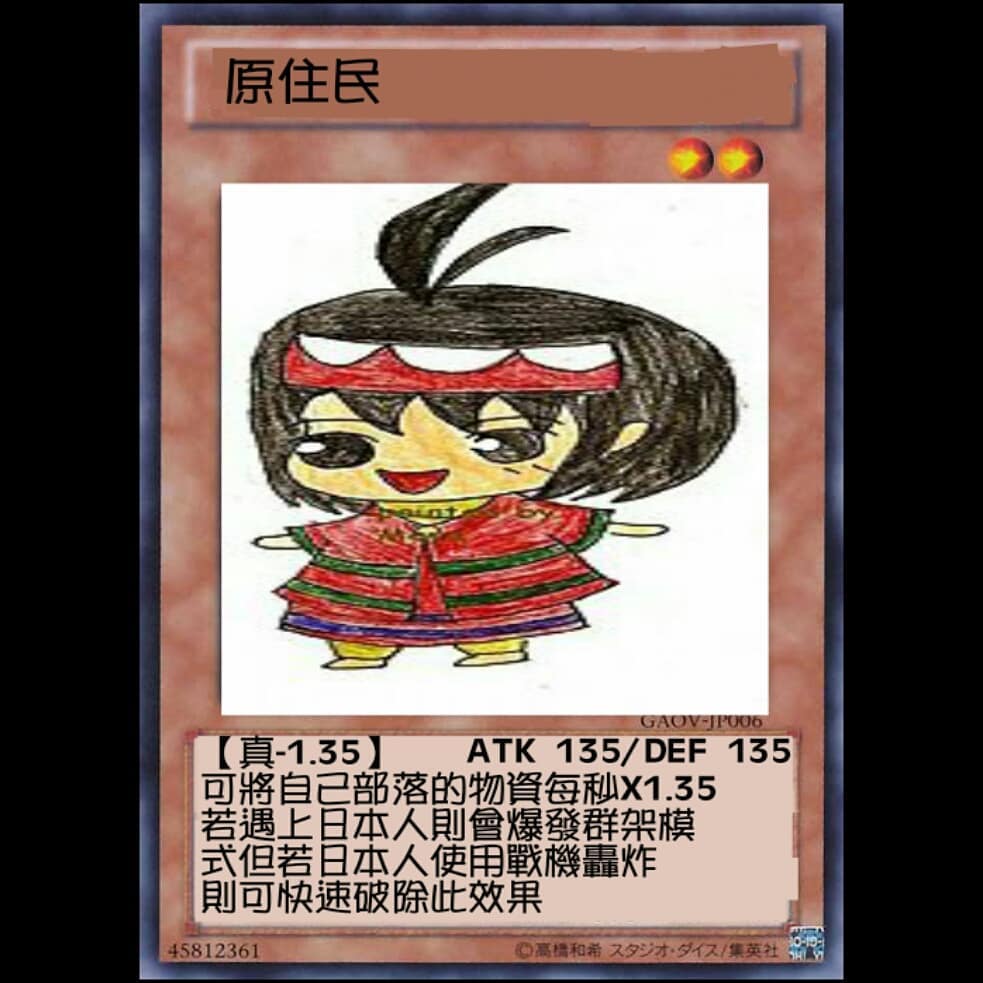 原住民
Painted by
GAOV-JP006
【真-1.35】 ATK 135/DEF 135
可將自己部落的物資每秒X1.35
若遇上日本人則會爆發群架模
式但若日本人使用戰機轟炸
則可快速破除此效果
45812361 ©高橋和希 スタジオ・ダイス/集英社